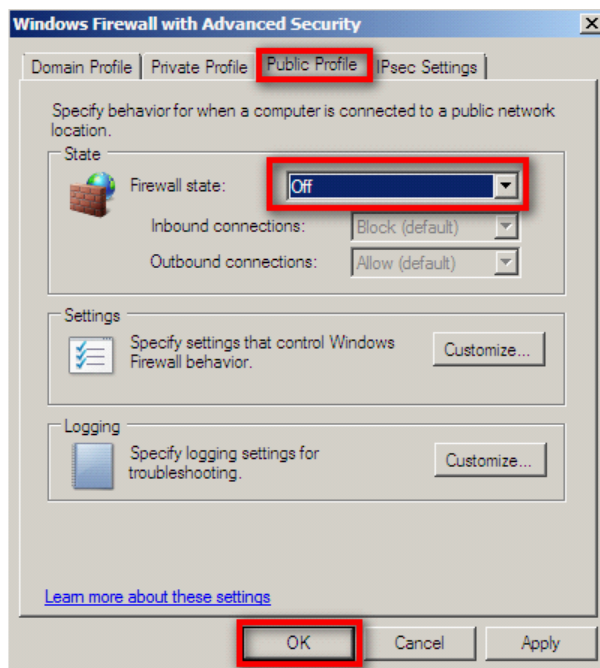 Windows Firewall with Advanced Security
Domain Profile Private Profile Public Profile IPsec Settings
Specify behavior for when a computer is connected to a public network
location.
State
Firewall state: Off
Inbound connections: Block (default)
Outbound connections: Allow (default)
Settings
Specify settings that control Windows
Firewall behavior.
Customize...
Logging
Specify logging settings for
troubleshooting.
Customize...
Learn more about these settings
OK Cancel Apply